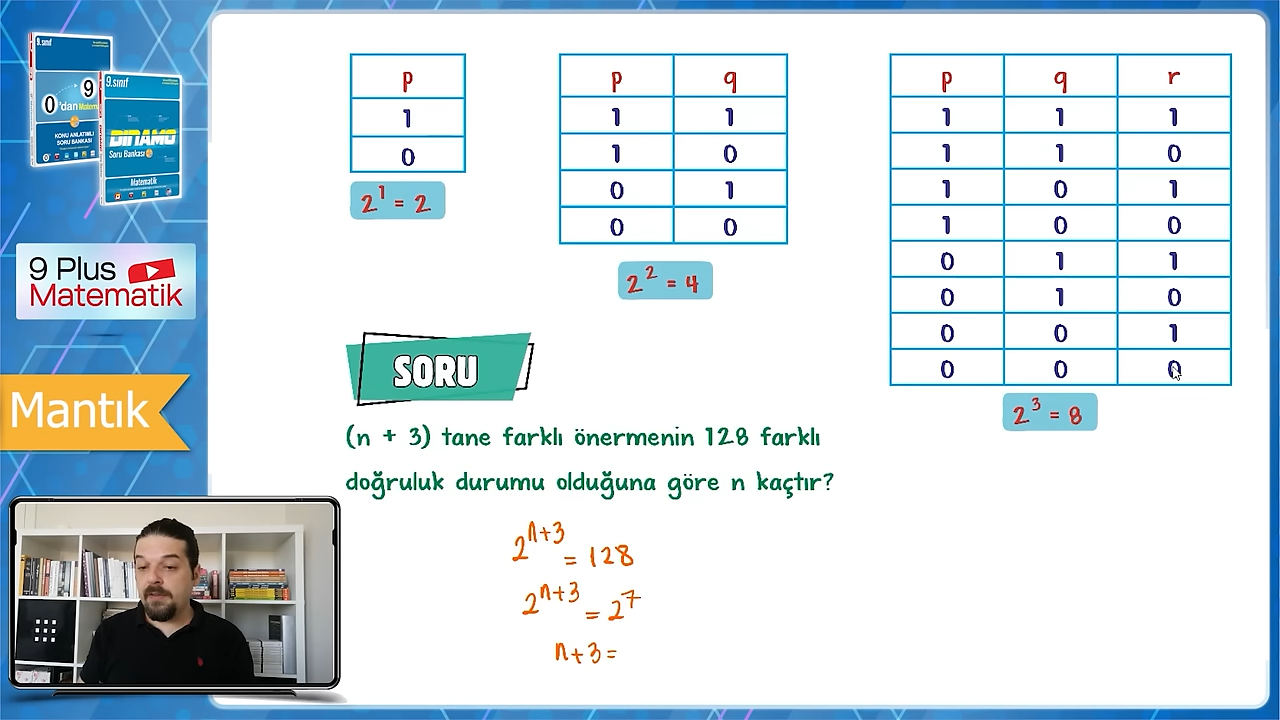 9.sınıf
0'dan 9
KONU ANLATIMLI
SORU BANKASI
9.sınıf
DİNAMO
Soru Bankası
Matematik
9 Plus
Matematik
Mantık
p
1
0
2^1 = 2
p q
1 1
1 0
0 1
0 0
2^2 = 4
p q r
1 1 1
1 1 0
1 0 1
1 0 0
0 1 1
0 1 0
0 0 1
0 0 0
2^3 = 8
SORU
(n + 3) tane farklı önermenin 128 farklı
doğruluk durumu olduğuna göre n kaçtır?
2^n+3 = 128
2^n+3 = 2^7
n+3 =